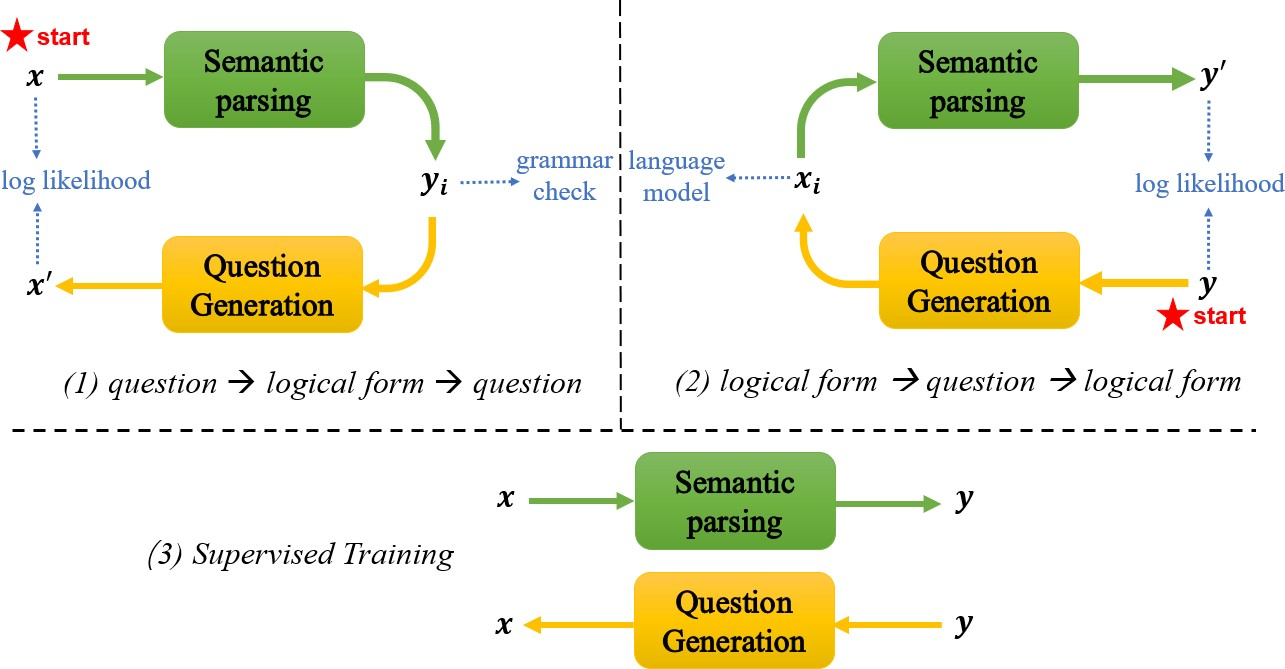 start
x
Semantic
parsing
y_i
grammar
check
log likelihood
x′
Question
Generation
(1) question → logical form → question
Semantic
parsing
y′
language
model
x_i
log likelihood
Question
Generation
y
start
(2) logical form → question → logical form
x
Semantic
parsing
y
(3) Supervised Training
x
Question
Generation
y